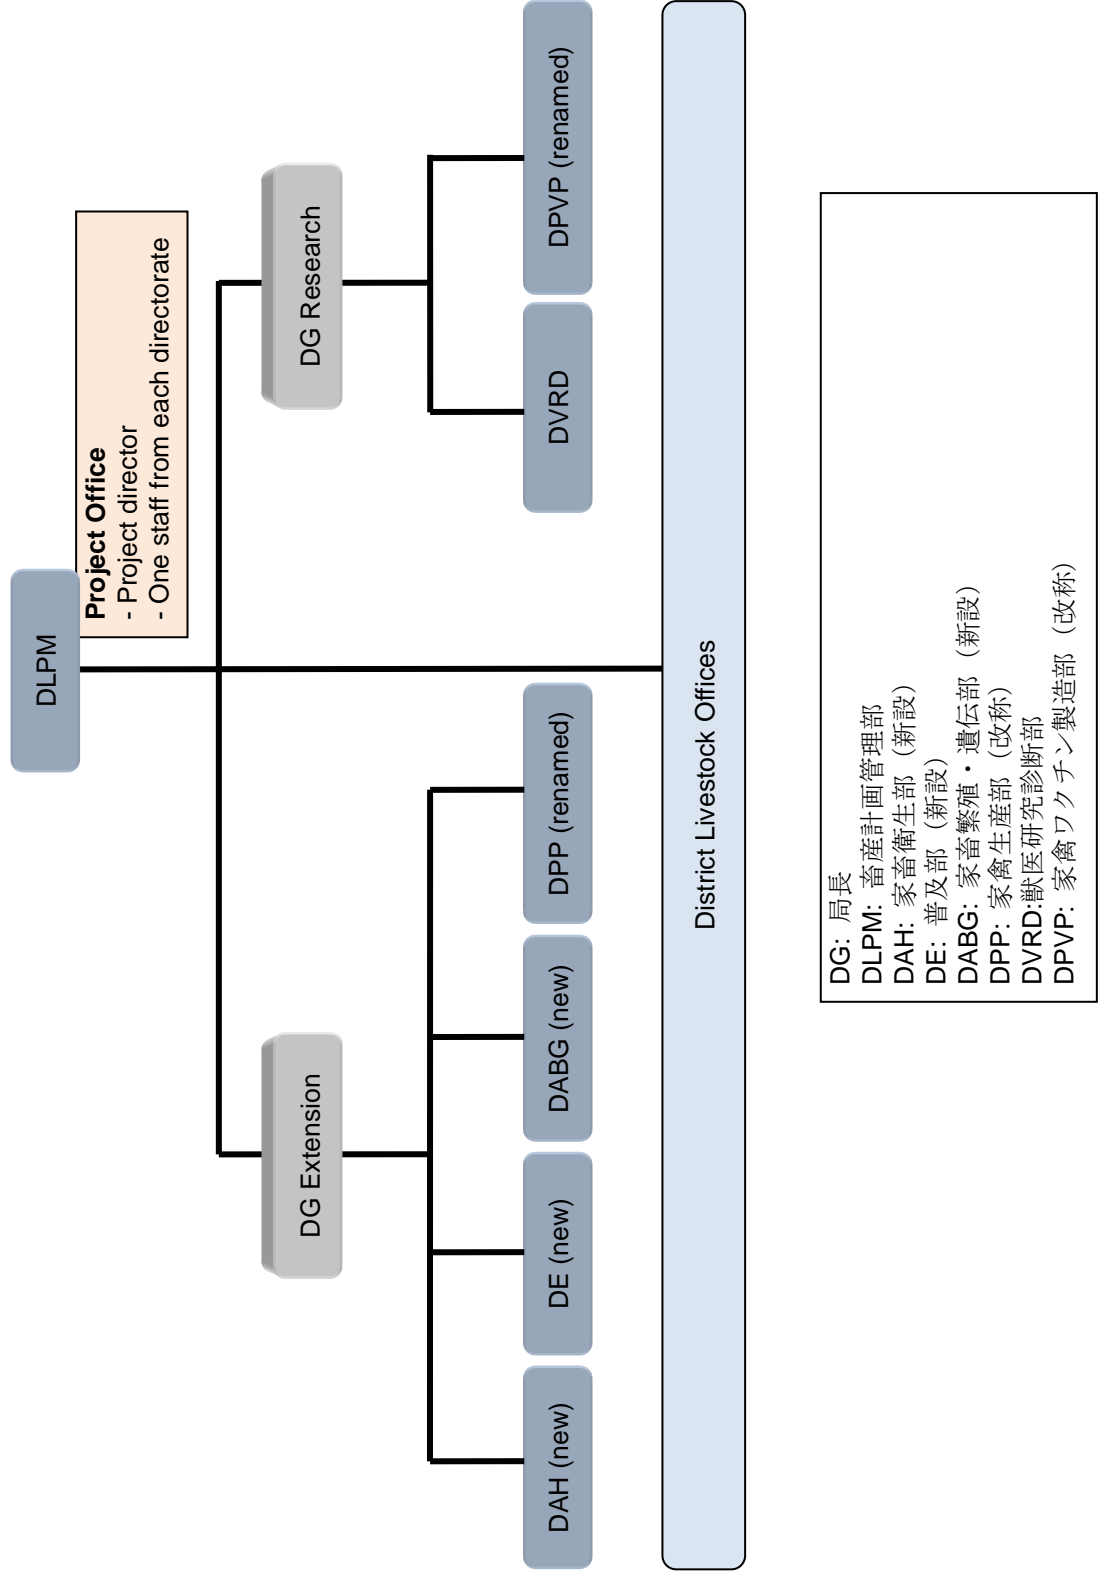 DLPM
Project Office
- Project director
- One staff from each directorate
DG Extension
DG Research
DAH (new)
DE (new)
DABG (new)
DPP (renamed)
DVRD
DPVP (renamed)
District Livestock Offices
DG: 局長
DLPM: 畜産計画管理部
DAH: 家畜衛生部（新設）
DE: 普及部（新設）
DABG: 家畜繁殖・遺伝部（新設）
DPP: 家禽生産部（改称）
DVRD:獣医研究診断部
DPVP: 家禽ワクチン製造部（改称）